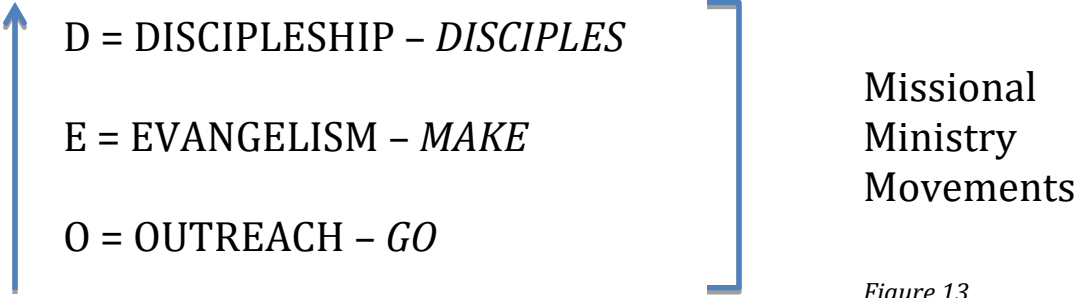 D = DISCIPLESHIP – DISCIPLES
E = EVANGELISM – MAKE
O = OUTREACH – GO
Missional
Ministry
Movements
Figure 13